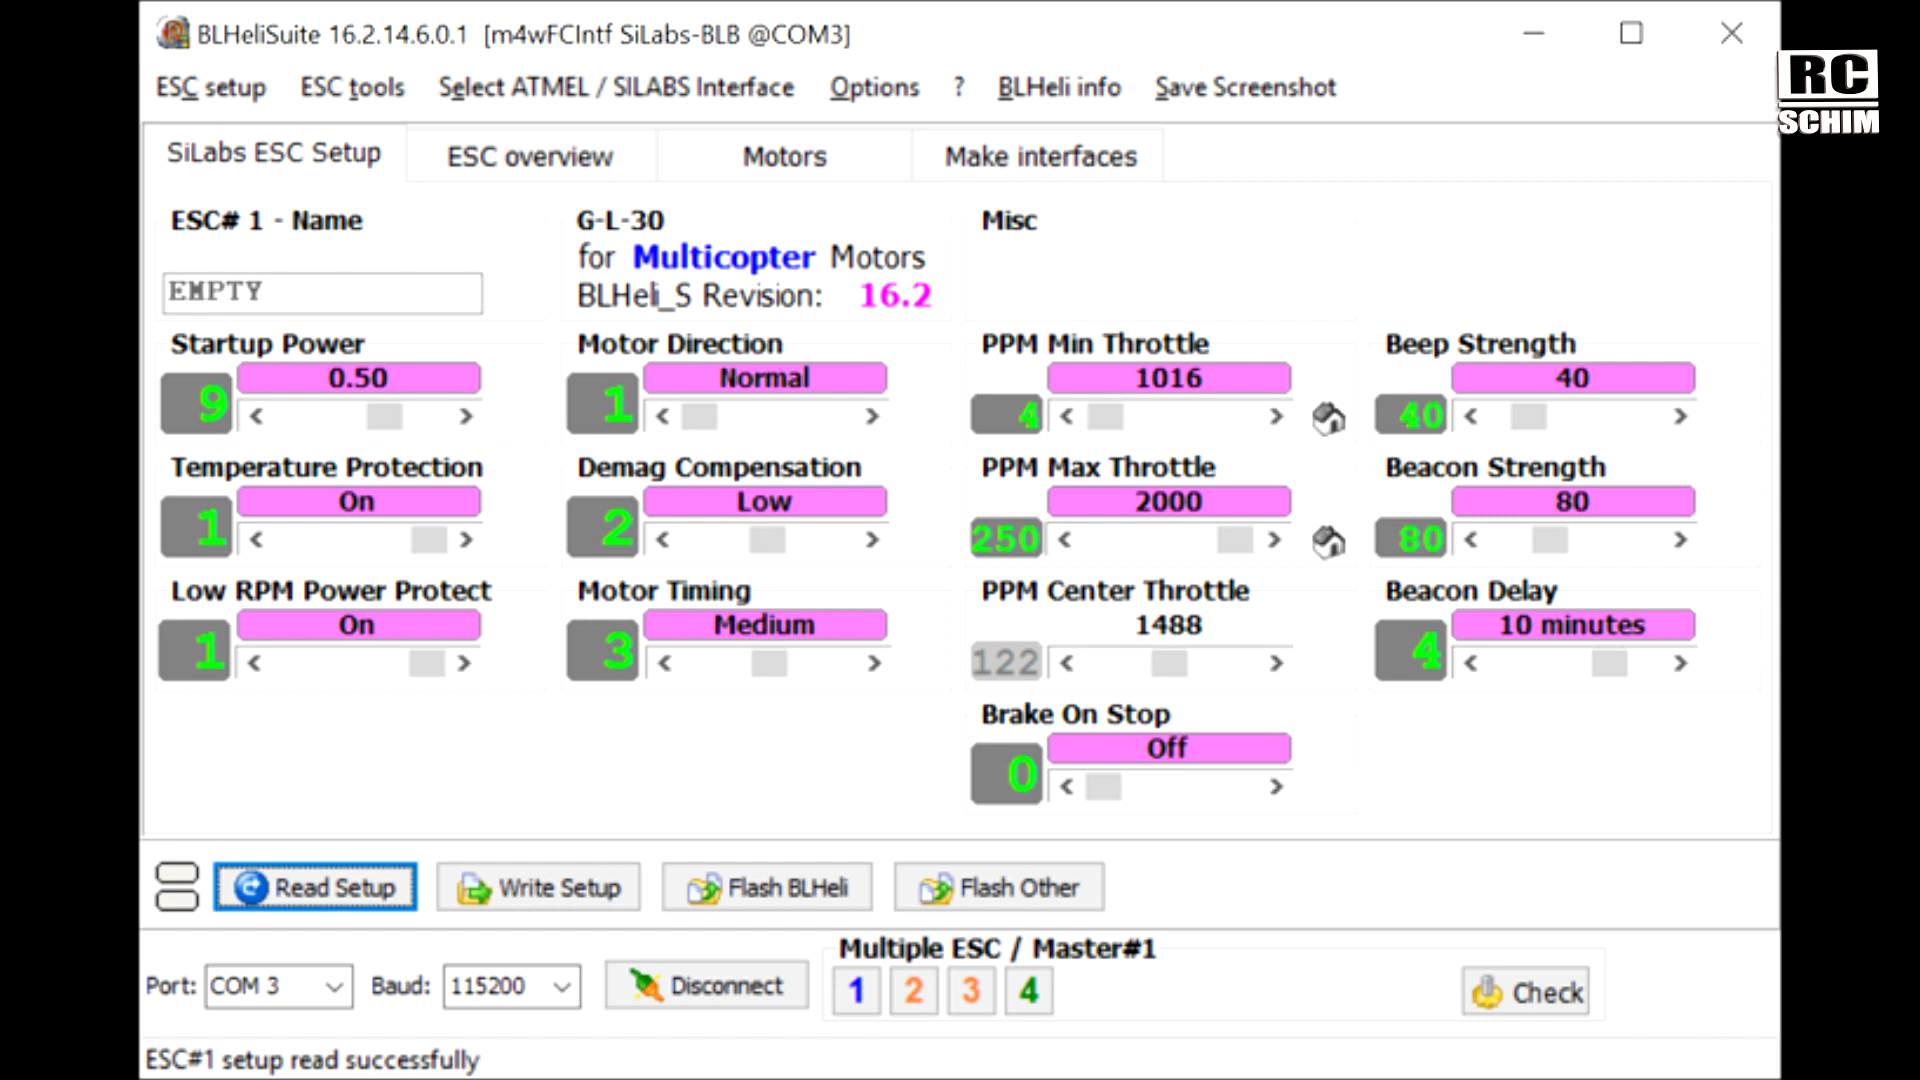 BLHeliSuite 16.2.14.6.0.1 [m4wFCIntf SiLabs-BLB @COM3]
RC
SCHIM
ESC setup ESC tools Select ATMEL / SILABS Interface Options ? BLHeli info Save Screenshot
SiLabs ESC Setup ESC overview Motors Make interfaces
ESC# 1 - Name
EMPTY
G-L-30
for Multicopter Motors
BLHeli_S Revision: 16.2
Misc
Startup Power
0.50
9
Motor Direction
Normal
1
PPM Min Throttle
1016
4
Beep Strength
40
40
Temperature Protection
On
1
Demag Compensation
Low
2
PPM Max Throttle
2000
250
Beacon Strength
80
80
Low RPM Power Protect
On
1
Motor Timing
Medium
3
PPM Center Throttle
1488
122
Beacon Delay
10 minutes
4
Brake On Stop
Off
0
Read Setup Write Setup Flash BLHeli Flash Other
Multiple ESC / Master#1
Port: COM 3 Baud: 115200 Disconnect 1 2 3 4 Check
ESC#1 setup read successfully